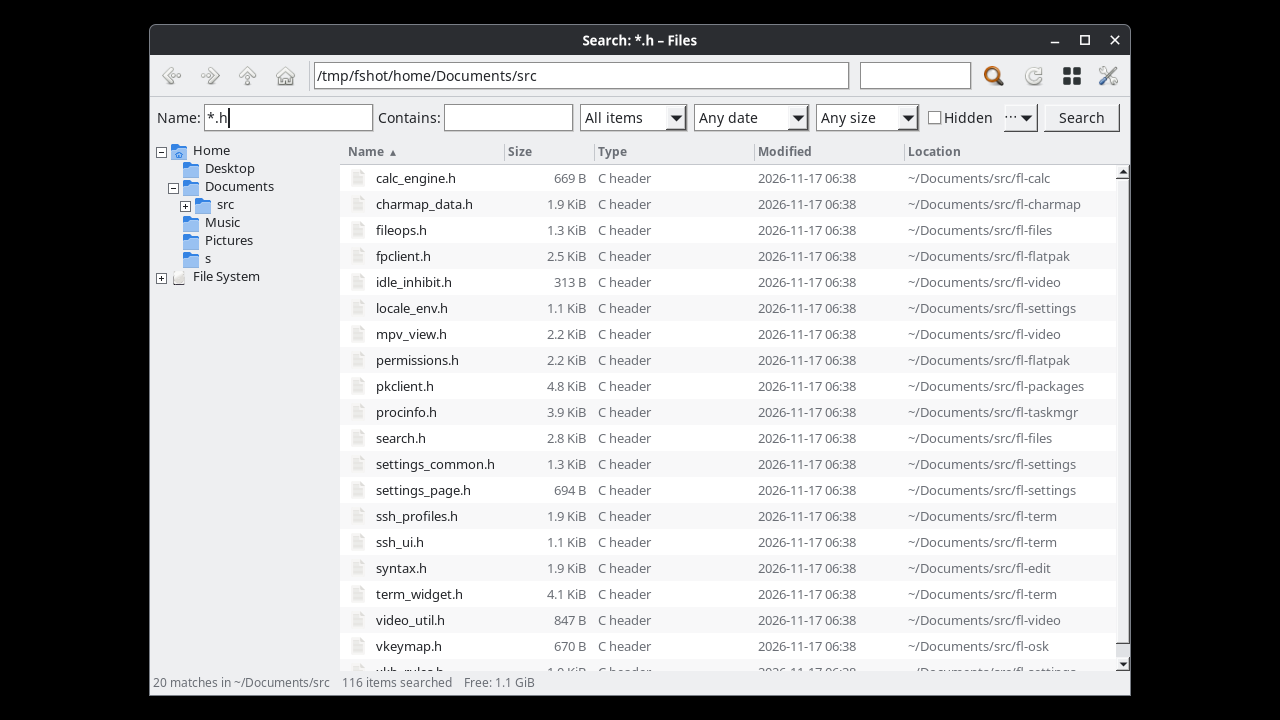 Search: *.h – Files
/tmp/fshot/home/Documents/src
Name: *.h Contains: All items Any date Any size Hidden ··· Search
Home
Desktop
Documents
src
Music
Pictures
s
File System
Name ▲ Size Type Modified Location
calc_engine.h 669 B C header 2026-11-17 06:38 ~/Documents/src/fl-calc
charmap_data.h 1.9 KiB C header 2026-11-17 06:38 ~/Documents/src/fl-charmap
fileops.h 1.3 KiB C header 2026-11-17 06:38 ~/Documents/src/fl-files
fpclient.h 2.5 KiB C header 2026-11-17 06:38 ~/Documents/src/fl-flatpak
idle_inhibit.h 313 B C header 2026-11-17 06:38 ~/Documents/src/fl-video
locale_env.h 1.1 KiB C header 2026-11-17 06:38 ~/Documents/src/fl-settings
mpv_view.h 2.2 KiB C header 2026-11-17 06:38 ~/Documents/src/fl-video
permissions.h 2.2 KiB C header 2026-11-17 06:38 ~/Documents/src/fl-flatpak
pkclient.h 4.8 KiB C header 2026-11-17 06:38 ~/Documents/src/fl-packages
procinfo.h 3.9 KiB C header 2026-11-17 06:38 ~/Documents/src/fl-taskmgr
search.h 2.8 KiB C header 2026-11-17 06:38 ~/Documents/src/fl-files
settings_common.h 1.3 KiB C header 2026-11-17 06:38 ~/Documents/src/fl-settings
settings_page.h 694 B C header 2026-11-17 06:38 ~/Documents/src/fl-settings
ssh_profiles.h 1.9 KiB C header 2026-11-17 06:38 ~/Documents/src/fl-term
ssh_ui.h 1.1 KiB C header 2026-11-17 06:38 ~/Documents/src/fl-term
syntax.h 1.9 KiB C header 2026-11-17 06:38 ~/Documents/src/fl-edit
term_widget.h 4.1 KiB C header 2026-11-17 06:38 ~/Documents/src/fl-term
video_util.h 847 B C header 2026-11-17 06:38 ~/Documents/src/fl-video
vkeymap.h 670 B C header 2026-11-17 06:38 ~/Documents/src/fl-osk
20 matches in ~/Documents/src 116 items searched Free: 1.1 GiB